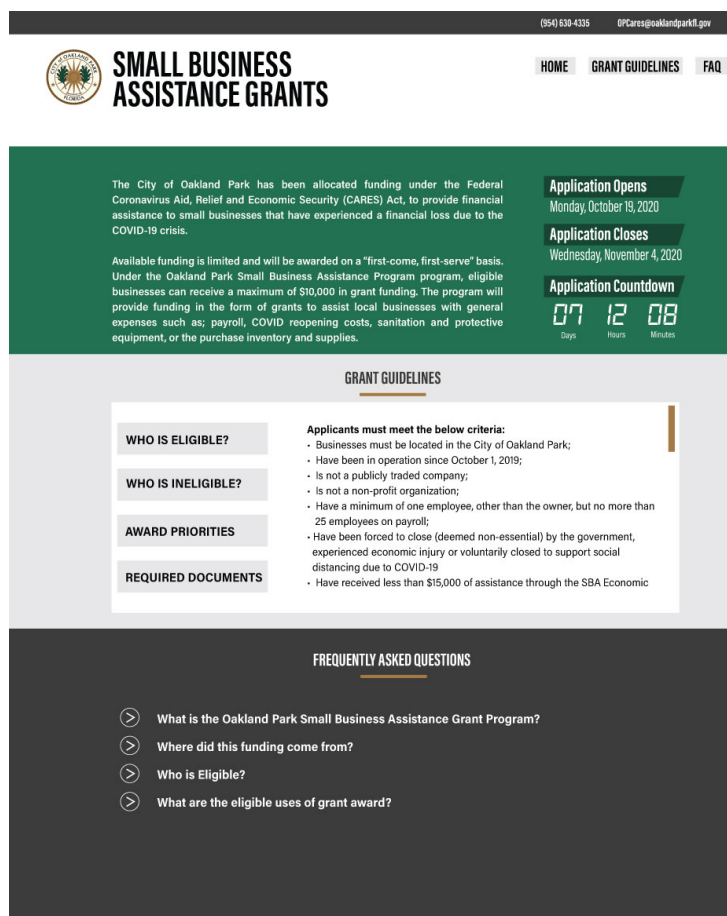 (954) 630-4335 OPCares@oaklandparkfl.gov
CITY of OAKLAND PARK
FLORIDA
SMALL BUSINESS
ASSISTANCE GRANTS
HOME GRANT GUIDELINES FAQ
The City of Oakland Park has been allocated funding under the Federal
Coronavirus Aid, Relief and Economic Security (CARES) Act, to provide financial
assistance to small businesses that have experienced a financial loss due to the
COVID-19 crisis.
Available funding is limited and will be awarded on a "first-come, first-serve" basis.
Under the Oakland Park Small Business Assistance Program program, eligible
businesses can receive a maximum of $10,000 in grant funding. The program will
provide funding in the form of grants to assist local businesses with general
expenses such as; payroll, COVID reopening costs, sanitation and protective
equipment, or the purchase inventory and supplies.
Application Opens
Monday, October 19, 2020
Application Closes
Wednesday, November 4, 2020
Application Countdown
07 12 08
Days Hours Minutes
GRANT GUIDELINES
WHO IS ELIGIBLE?
WHO IS INELIGIBLE?
AWARD PRIORITIES
REQUIRED DOCUMENTS
Applicants must meet the below criteria:
• Businesses must be located in the City of Oakland Park;
• Have been in operation since October 1, 2019;
• Is not a publicly traded company;
• Is not a non-profit organization;
• Have a minimum of one employee, other than the owner, but no more than
25 employees on payroll;
• Have been forced to close (deemed non-essential) by the government,
experienced economic injury or voluntarily closed to support social
distancing due to COVID-19
• Have received less than $15,000 of assistance through the SBA Economic
FREQUENTLY ASKED QUESTIONS
What is the Oakland Park Small Business Assistance Grant Program?
Where did this funding come from?
Who is Eligible?
What are the eligible uses of grant award?